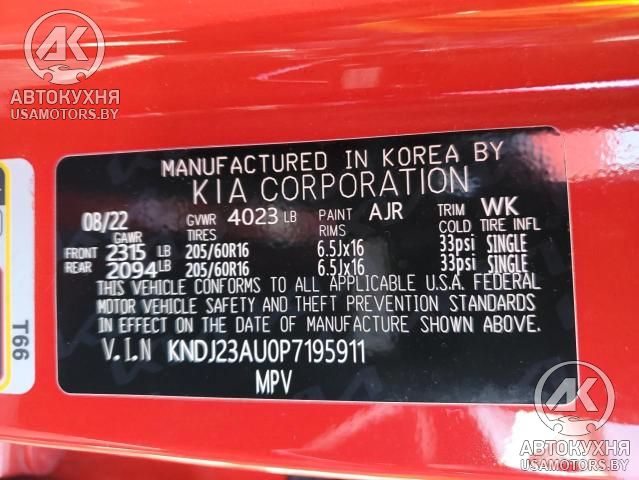 АК
АВТОКУХНЯ
USAMOTORS.BY
MANUFACTURED IN KOREA BY
KIA CORPORATION
08/22 GVWR 4023 LB PAINT AJR TRIM WK
GAWR TIRES RIMS COLD TIRE INFL
FRONT 2315 LB 205/60R16 6.5Jx16 33psi SINGLE
REAR 2094 LB 205/60R16 6.5Jx16 33psi SINGLE
THIS VEHICLE CONFORMS TO ALL APPLICABLE U.S.A. FEDERAL
MOTOR VEHICLE SAFETY AND THEFT PREVENTION STANDARDS
IN EFFECT ON THE DATE OF MANUFACTURE SHOWN ABOVE.
V.I.N KNDJ23AU0P7195911
MPV
T66
АК
АВТОКУХНЯ
USAMOTORS.BY